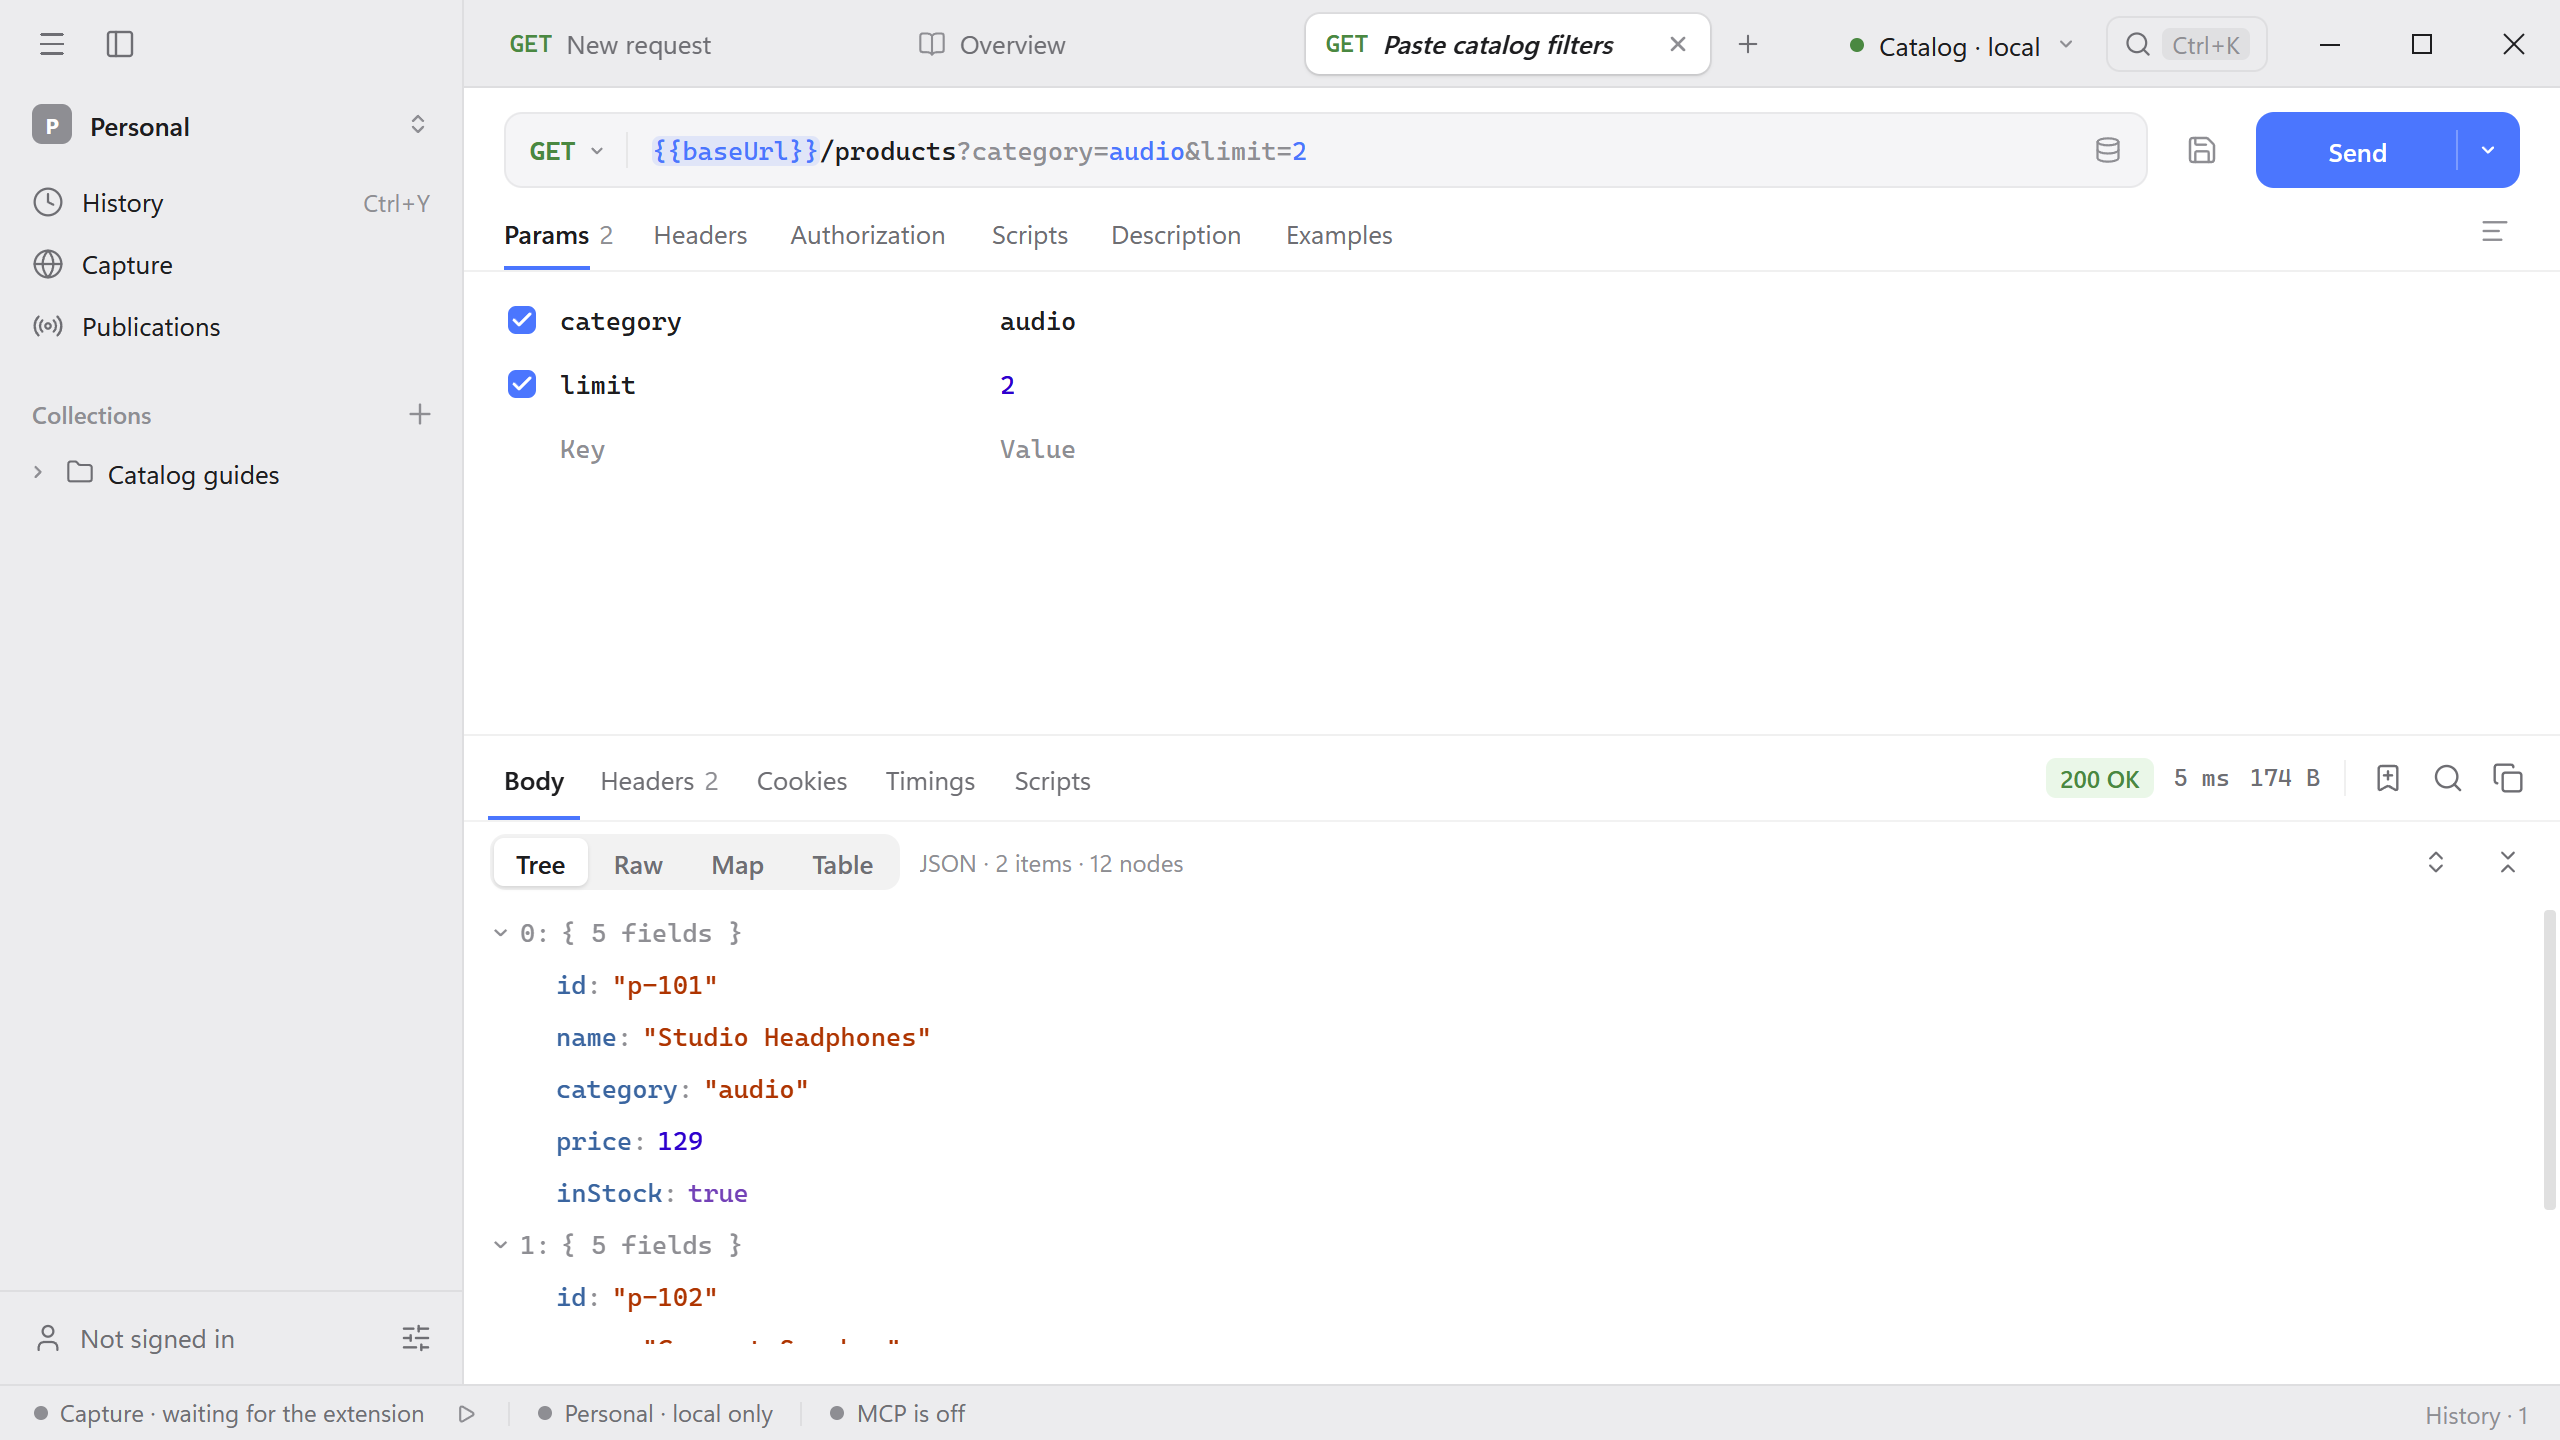 GET New request
Overview
GET Paste catalog filters
Catalog · local
Ctrl+K
P Personal
History Ctrl+Y
Capture
Publications
Collections
Catalog guides
Not signed in
GET {{baseUrl}}/products?category=audio&limit=2
Send
Params 2 Headers Authorization Scripts Description Examples
category audio
limit 2
Key Value
Body Headers 2 Cookies Timings Scripts
200 OK 5 ms 174 B
Tree Raw Map Table JSON · 2 items · 12 nodes
0: { 5 fields }
id: "p-101"
name: "Studio Headphones"
category: "audio"
price: 129
inStock: true
1: { 5 fields }
id: "p-102"
Capture · waiting for the extension
Personal · local only
MCP is off
History · 1